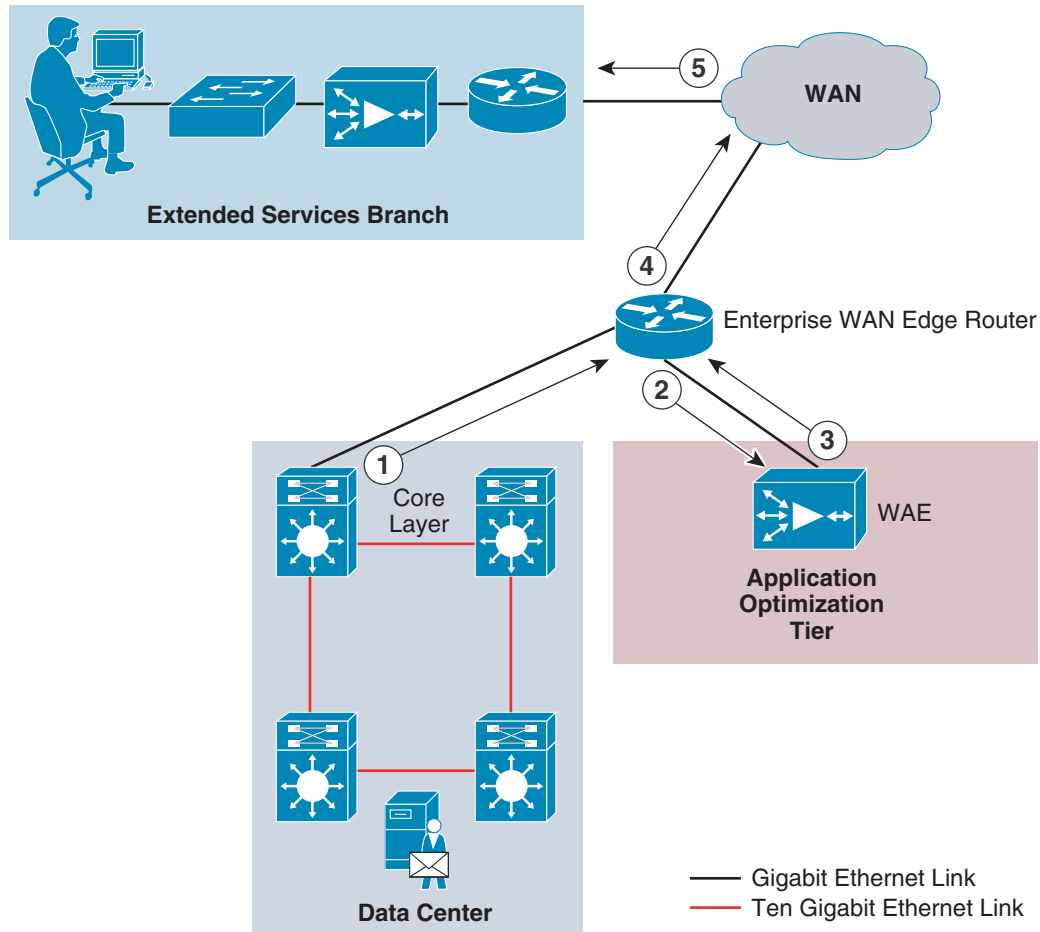 5
WAN
Extended Services Branch
4
Enterprise WAN Edge Router
2
3
1
Core
Layer
WAE
Application
Optimization
Tier
Gigabit Ethernet Link
Data Center
Ten Gigabit Ethernet Link